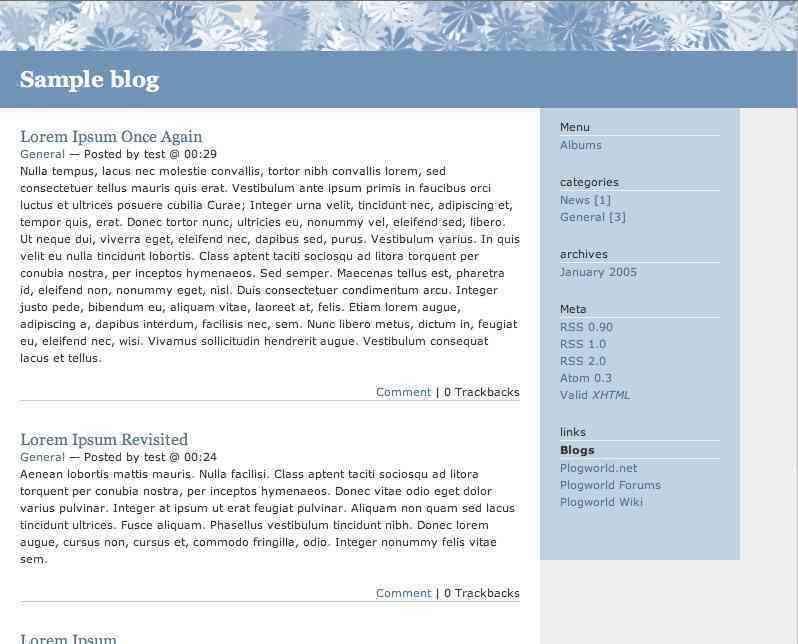 Sample blog
Lorem Ipsum Once Again
General — Posted by test @ 00:29
Nulla tempus, lacus nec molestie convallis, tortor nibh convallis lorem, sed
consectetuer tellus mauris quis erat. Vestibulum ante ipsum primis in faucibus orci
luctus et ultrices posuere cubilia Curae; Integer urna velit, tincidunt nec, adipiscing et,
tempor quis, erat. Donec tortor nunc, ultricies eu, nonummy vel, eleifend sed, libero.
Ut neque dui, viverra eget, eleifend nec, dapibus sed, purus. Vestibulum varius. In quis
velit eu nulla tincidunt lobortis. Class aptent taciti sociosqu ad litora torquent per
conubia nostra, per inceptos hymenaeos. Sed semper. Maecenas tellus est, pharetra
id, eleifend non, nonummy eget, nisl. Duis consectetuer condimentum arcu. Integer
justo pede, bibendum eu, aliquam vitae, laoreet at, felis. Etiam lorem augue,
adipiscing a, dapibus interdum, facilisis nec, sem. Nunc libero metus, dictum in, feugiat
eu, eleifend nec, wisi. Vivamus sollicitudin hendrerit augue. Vestibulum consequat
lacus et tellus.
Comment | 0 Trackbacks
Lorem Ipsum Revisited
General — Posted by test @ 00:24
Aenean lobortis mattis mauris. Nulla facilisi. Class aptent taciti sociosqu ad litora
torquent per conubia nostra, per inceptos hymenaeos. Donec vitae odio eget dolor
varius pulvinar. Integer at ipsum ut erat feugiat pulvinar. Aliquam non quam sed lacus
tincidunt ultrices. Fusce aliquam. Phasellus vestibulum tincidunt nibh. Donec lorem
augue, cursus non, cursus et, commodo fringilla, odio. Integer nonummy felis vitae
sem.
Comment | 0 Trackbacks
Lorem Ipsum
Menu
Albums
categories
News [1]
General [3]
archives
January 2005
Meta
RSS 0.90
RSS 1.0
RSS 2.0
Atom 0.3
Valid XHTML
links
Blogs
Plogworld.net
Plogworld Forums
Plogworld Wiki